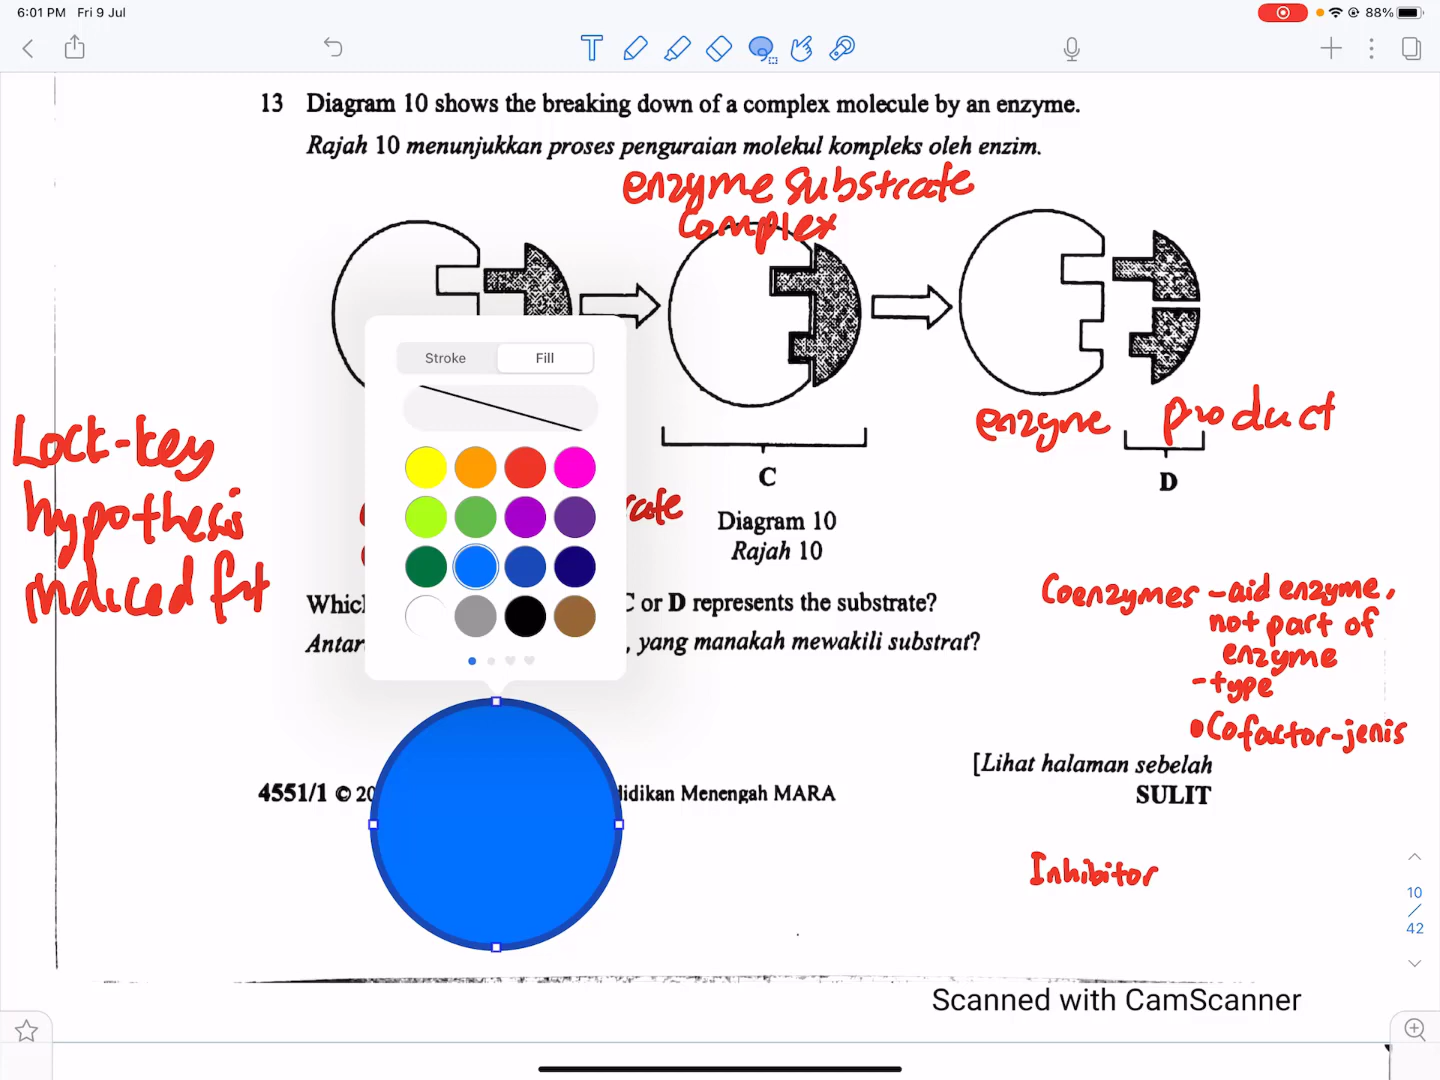 6:01 PM Fri 9 Jul
88%
13 Diagram 10 shows the breaking down of a complex molecule by an enzyme.
Rajah 10 menunjukkan proses penguraian molekul kompleks oleh enzim.
enzyme substrate
complex
Stroke Fill
enzyme product
C
D
Lock-key
hypothesis
induced fit
rate
Diagram 10
Rajah 10
Coenzymes - aid enzyme,
not part of
enzyme
- type
• Cofactor - jenis
Which C or D represents the substrate?
Antar , yang manakah mewakili substrat?
[Lihat halaman sebelah
4551/1 © 20 didikan Menengah MARA SULIT
Inhibitor
10
/
42
Scanned with CamScanner